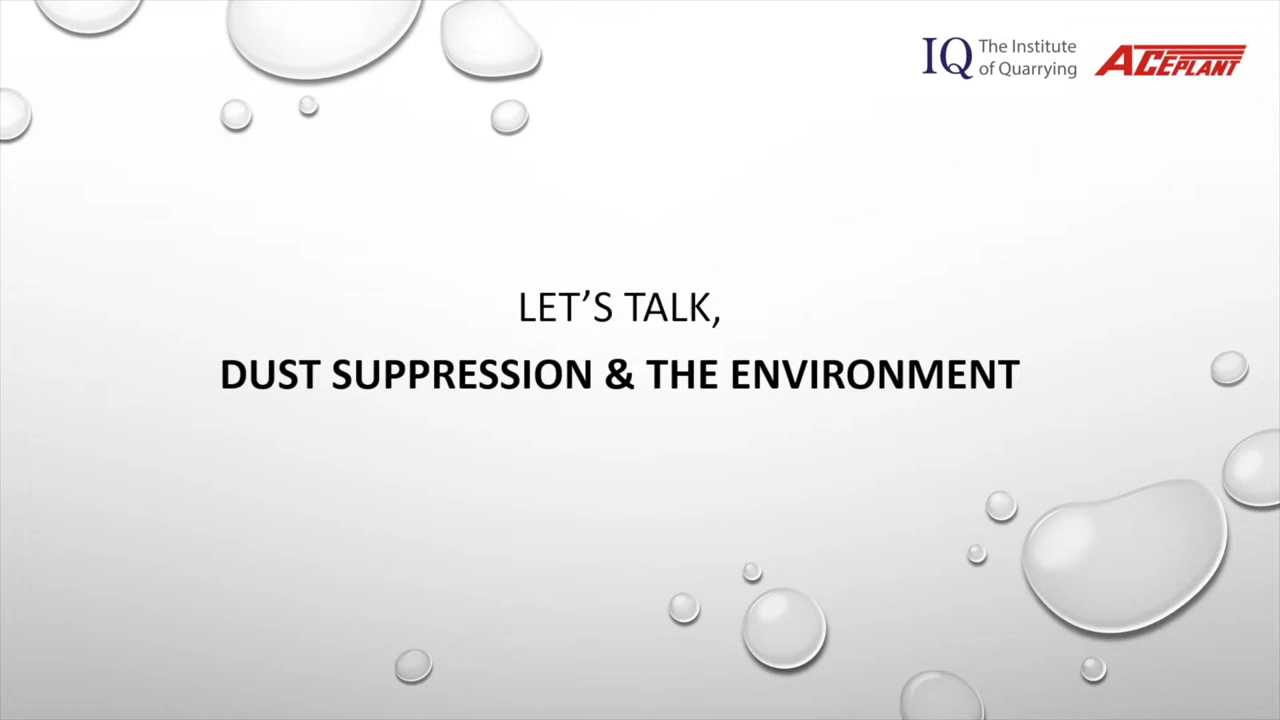 IQ The Institute
of Quarrying
ACEPLANT
LET’S TALK,
DUST SUPPRESSION & THE ENVIRONMENT